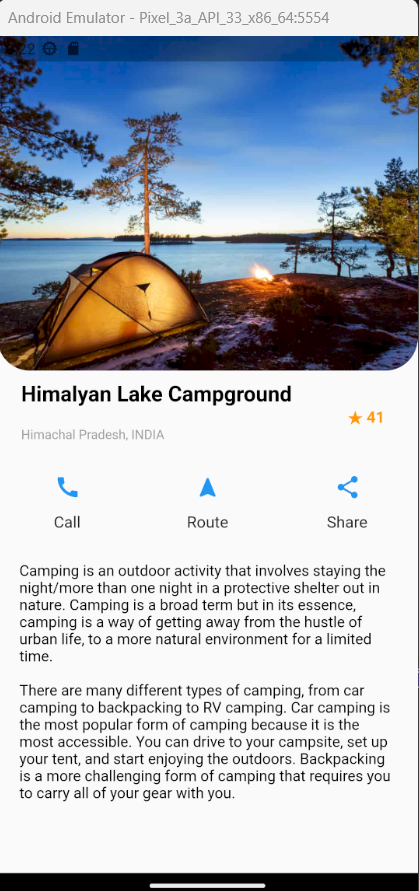 Android Emulator - Pixel_3a_API_33_x86_64:5554
Himalyan Lake Campground
41
Himachal Pradesh, INDIA
Call
Route
Share
Camping is an outdoor activity that involves staying the
night/more than one night in a protective shelter out in
nature. Camping is a broad term but in its essence,
camping is a way of getting away from the hustle of
urban life, to a more natural environment for a limited
time.
There are many different types of camping, from car
camping to backpacking to RV camping. Car camping is
the most popular form of camping because it is the
most accessible. You can drive to your campsite, set up
your tent, and start enjoying the outdoors. Backpacking
is a more challenging form of camping that requires you
to carry all of your gear with you.